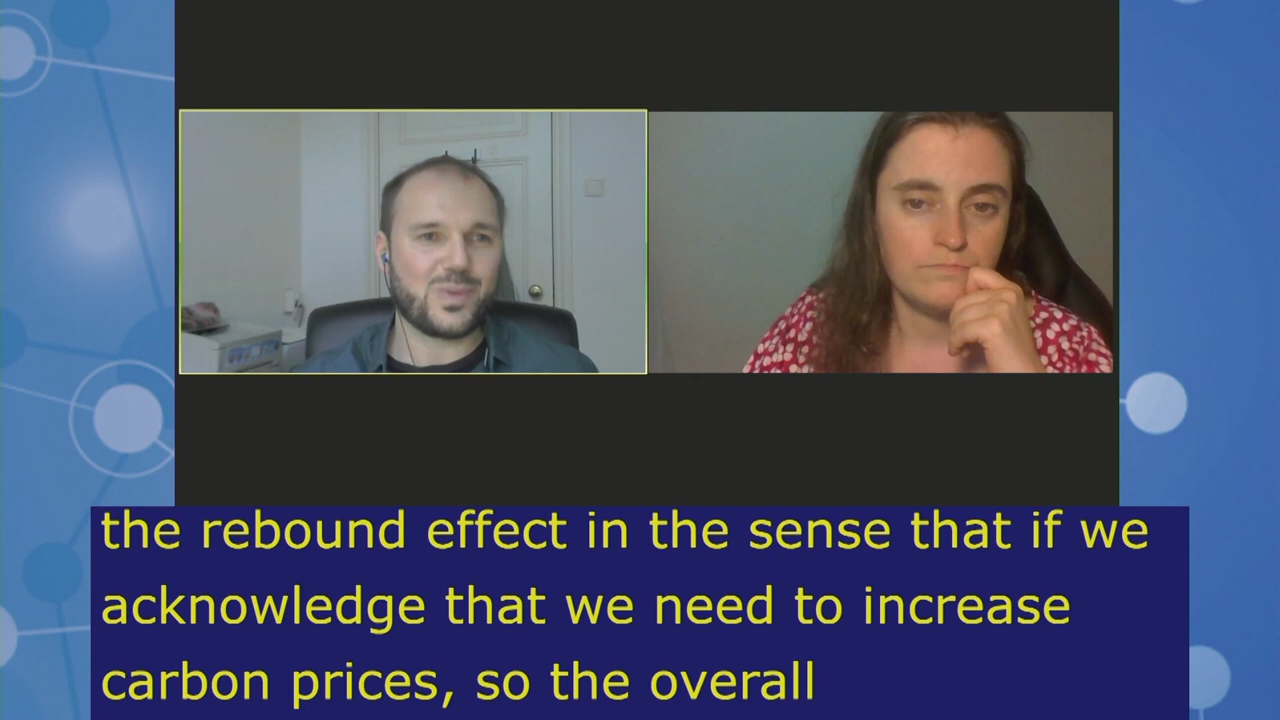 the rebound effect in the sense that if we
acknowledge that we need to increase
carbon prices, so the overall